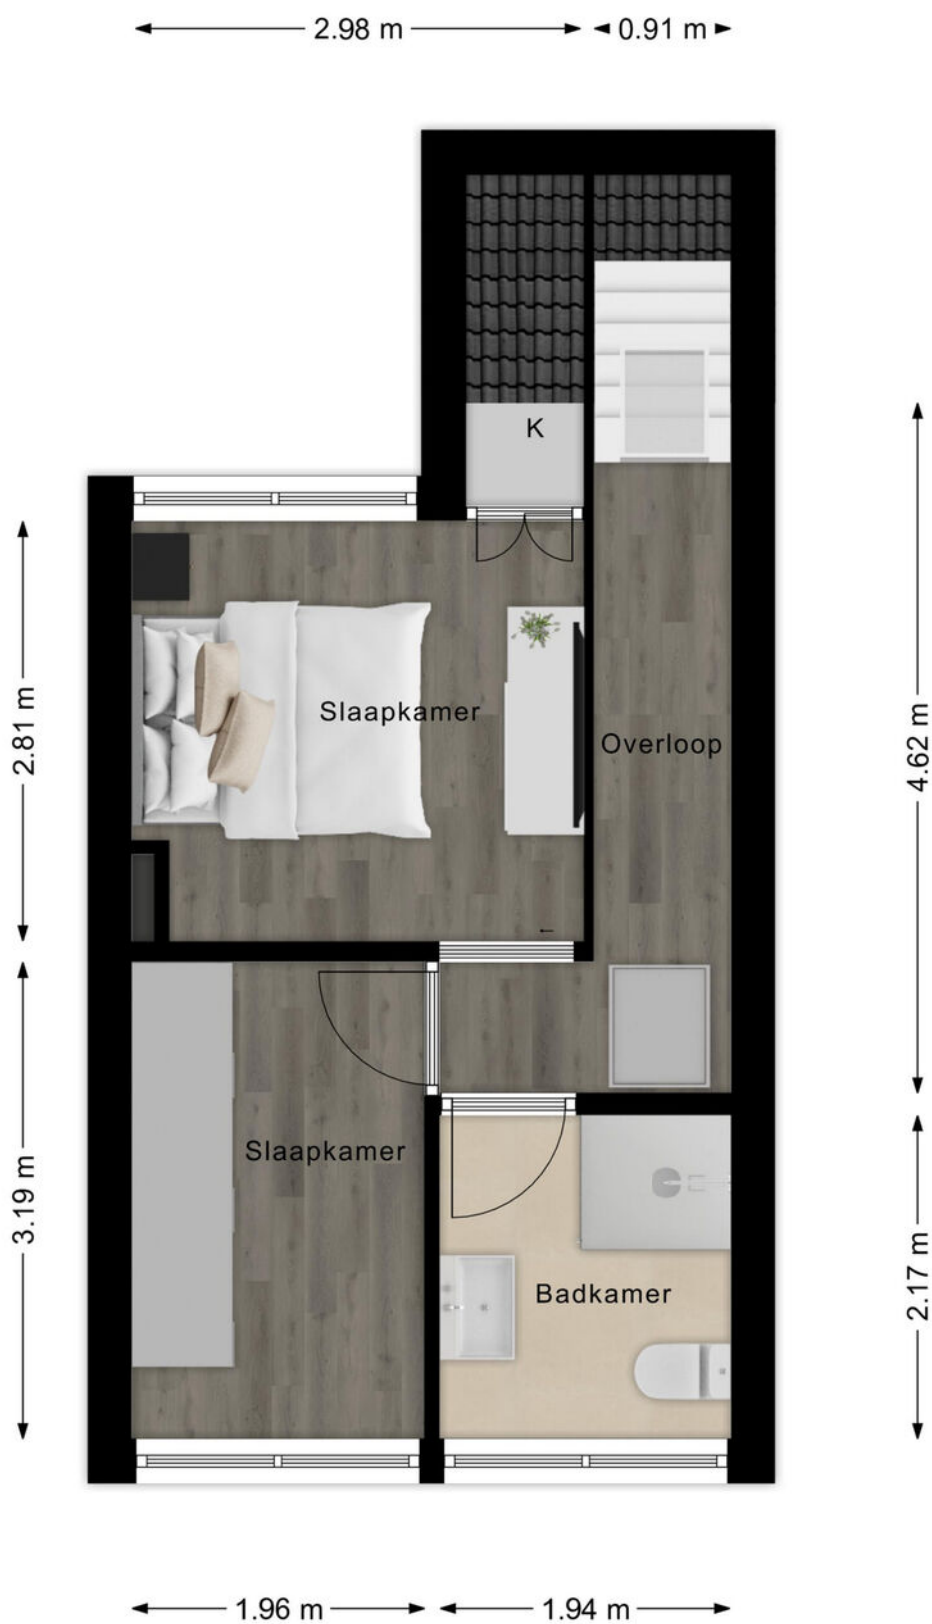 2.98 m
0.91 m
K
2.81 m
Slaapkamer
Overloop
4.62 m
3.19 m
Slaapkamer
Badkamer
2.17 m
1.96 m
1.94 m